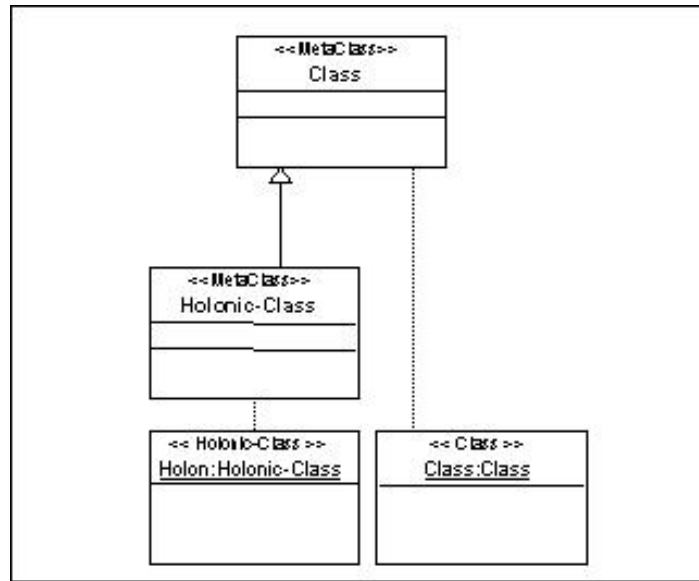 <<MetaClass>>
Class
<<MetaClass>>
Holonic-Class
<< Holonic-Class >>
Holon:Holonic-Class
<< Class >>
Class:Class